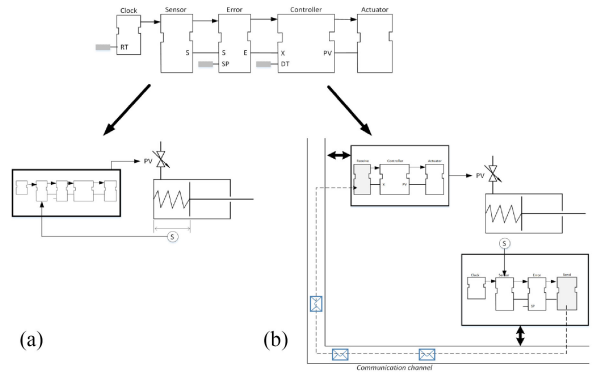 Clock Sensor Error Controller Actuator
RT
S S E X PV
SP DT
PV
S
Controller Actuator
X PV
PV
S
Clock Sensor Error Send
SP
(a) (b)
Communication channel